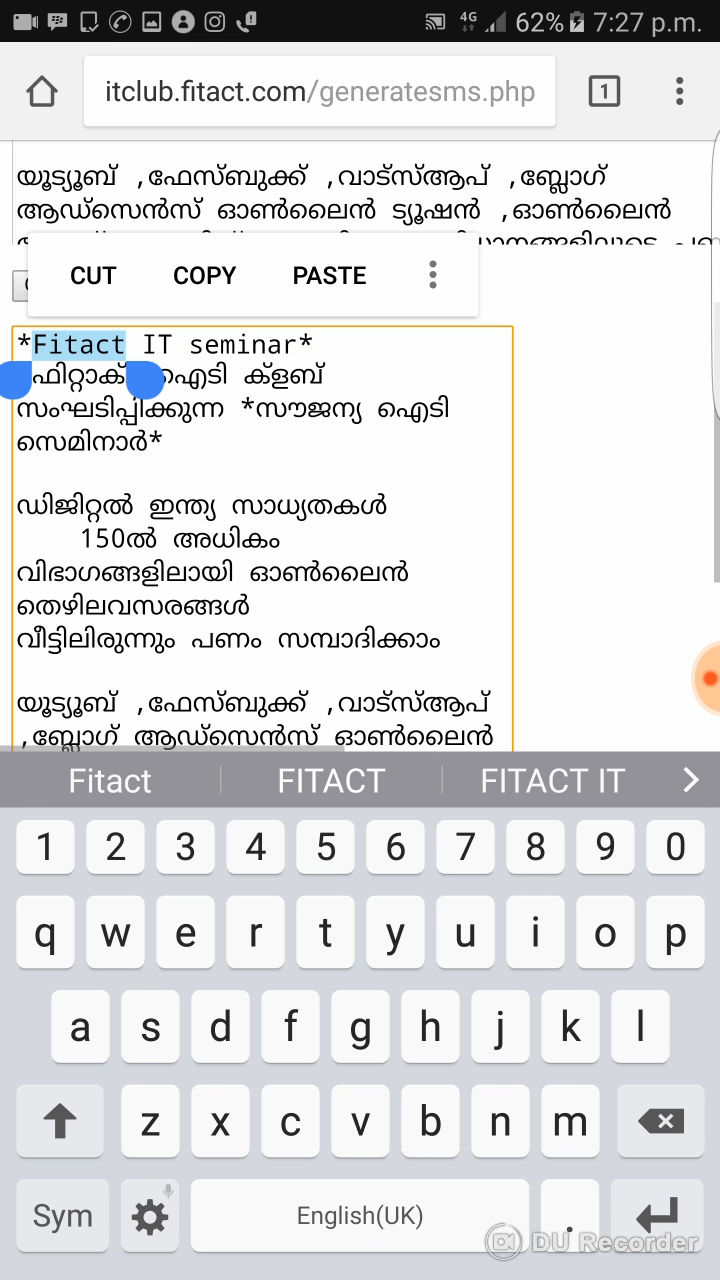 4G 62% 7:27 p.m.
itclub.fitact.com/generatesms.php 1
യൂട്യൂബ് ,ഫേസ്ബുക്ക് ,വാട്സ്ആപ് ,ബ്ലോഗ്
ആഡ്സെൻസ് ഓൺലൈൻ ട്യൂഷൻ ,ഓൺലൈൻ
CUT COPY PASTE
*Fitact IT seminar*
ഫിറ്റാക് ഐടി ക്ളബ്
സംഘടിപ്പിക്കുന്ന *സൗജന്യ ഐടി
സെമിനാർ*
ഡിജിറ്റൽ ഇന്ത്യ സാധ്യതകൾ
150ൽ അധികം
വിഭാഗങ്ങളിലായി ഓൺലൈൻ
തെഴിലവസരങ്ങൾ
വീട്ടിലിരുന്നും പണം സമ്പാദിക്കാം
യൂട്യൂബ് ,ഫേസ്ബുക്ക് ,വാട്സ്ആപ്
,ബ്ലോഗ് ആഡ്സെൻസ് ഓൺലൈൻ
Fitact FITACT FITACT IT
1 2 3 4 5 6 7 8 9 0
q w e r t y u i o p
a s d f g h j k l
z x c v b n m
Sym English(UK) .
DU Recorder